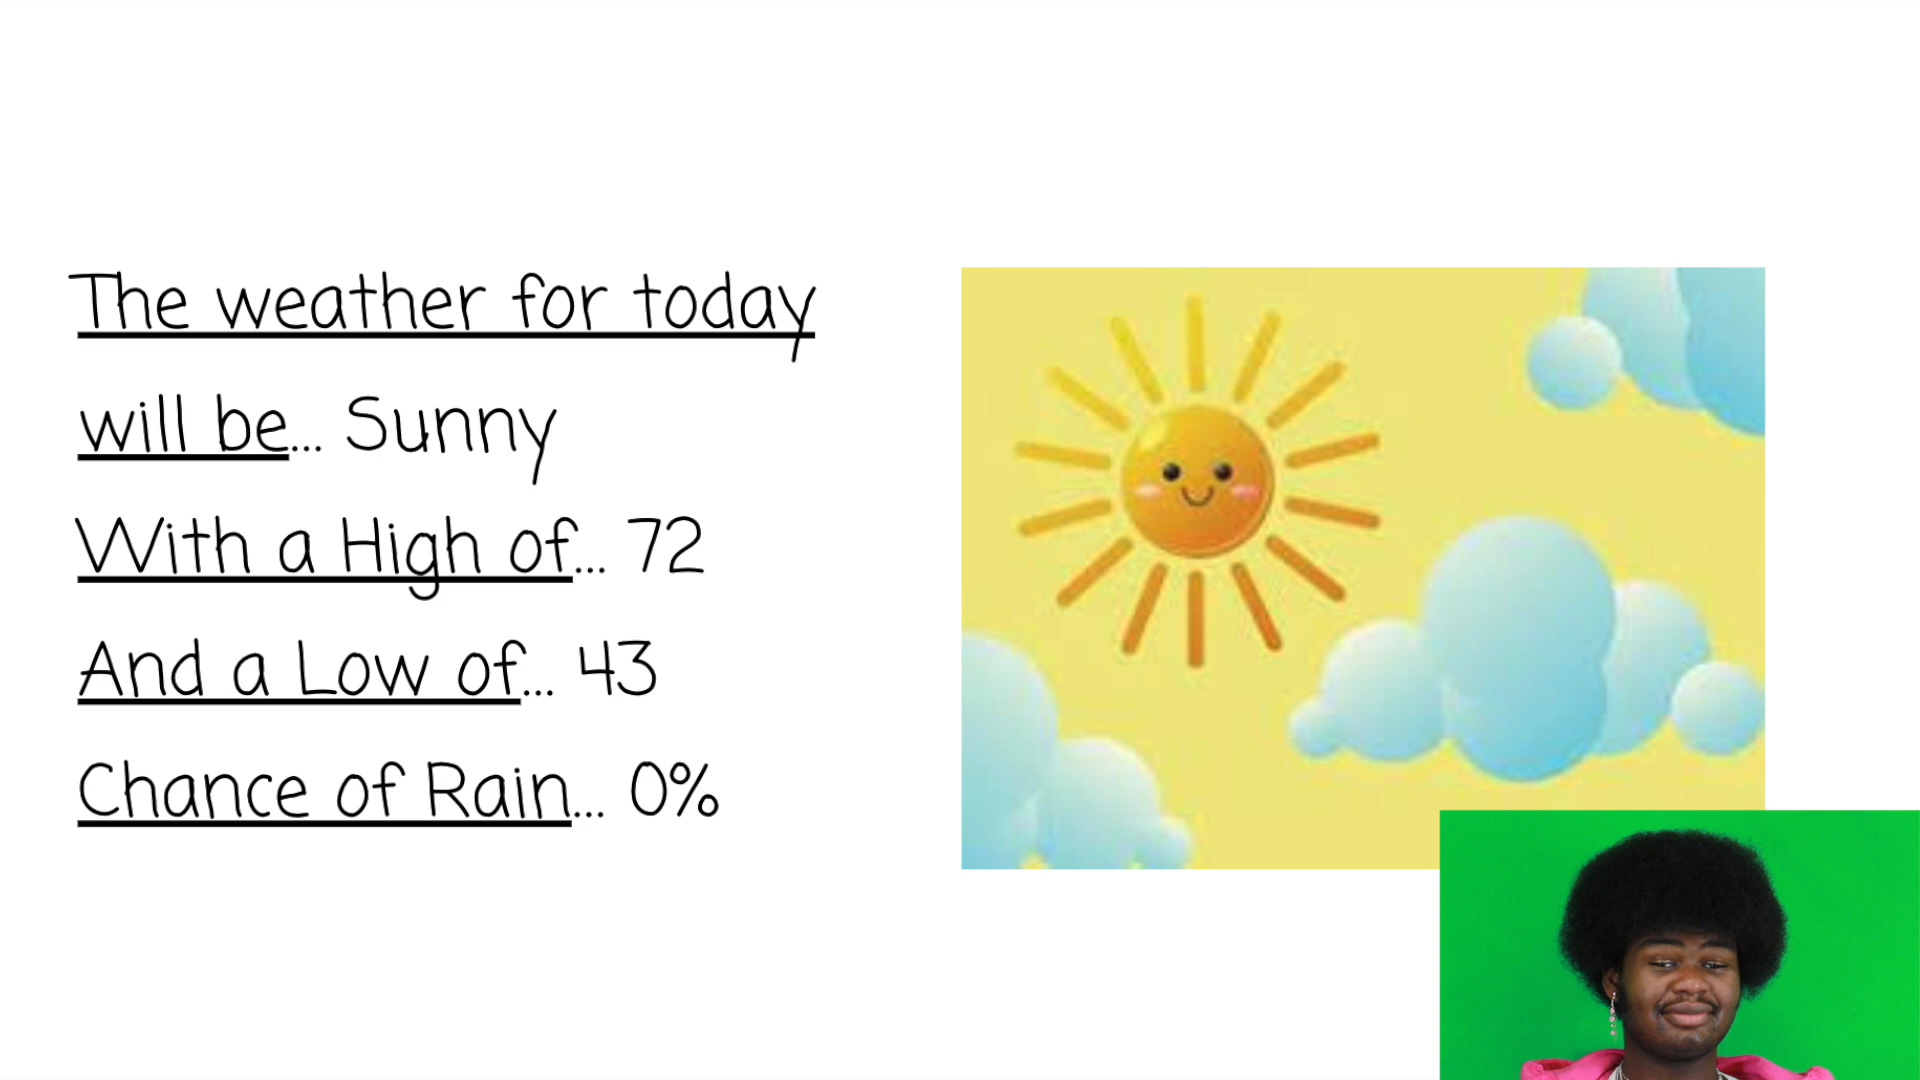 The weather for today
will be... Sunny
With a High of... 72
And a Low of... 43
Chance of Rain... 0%